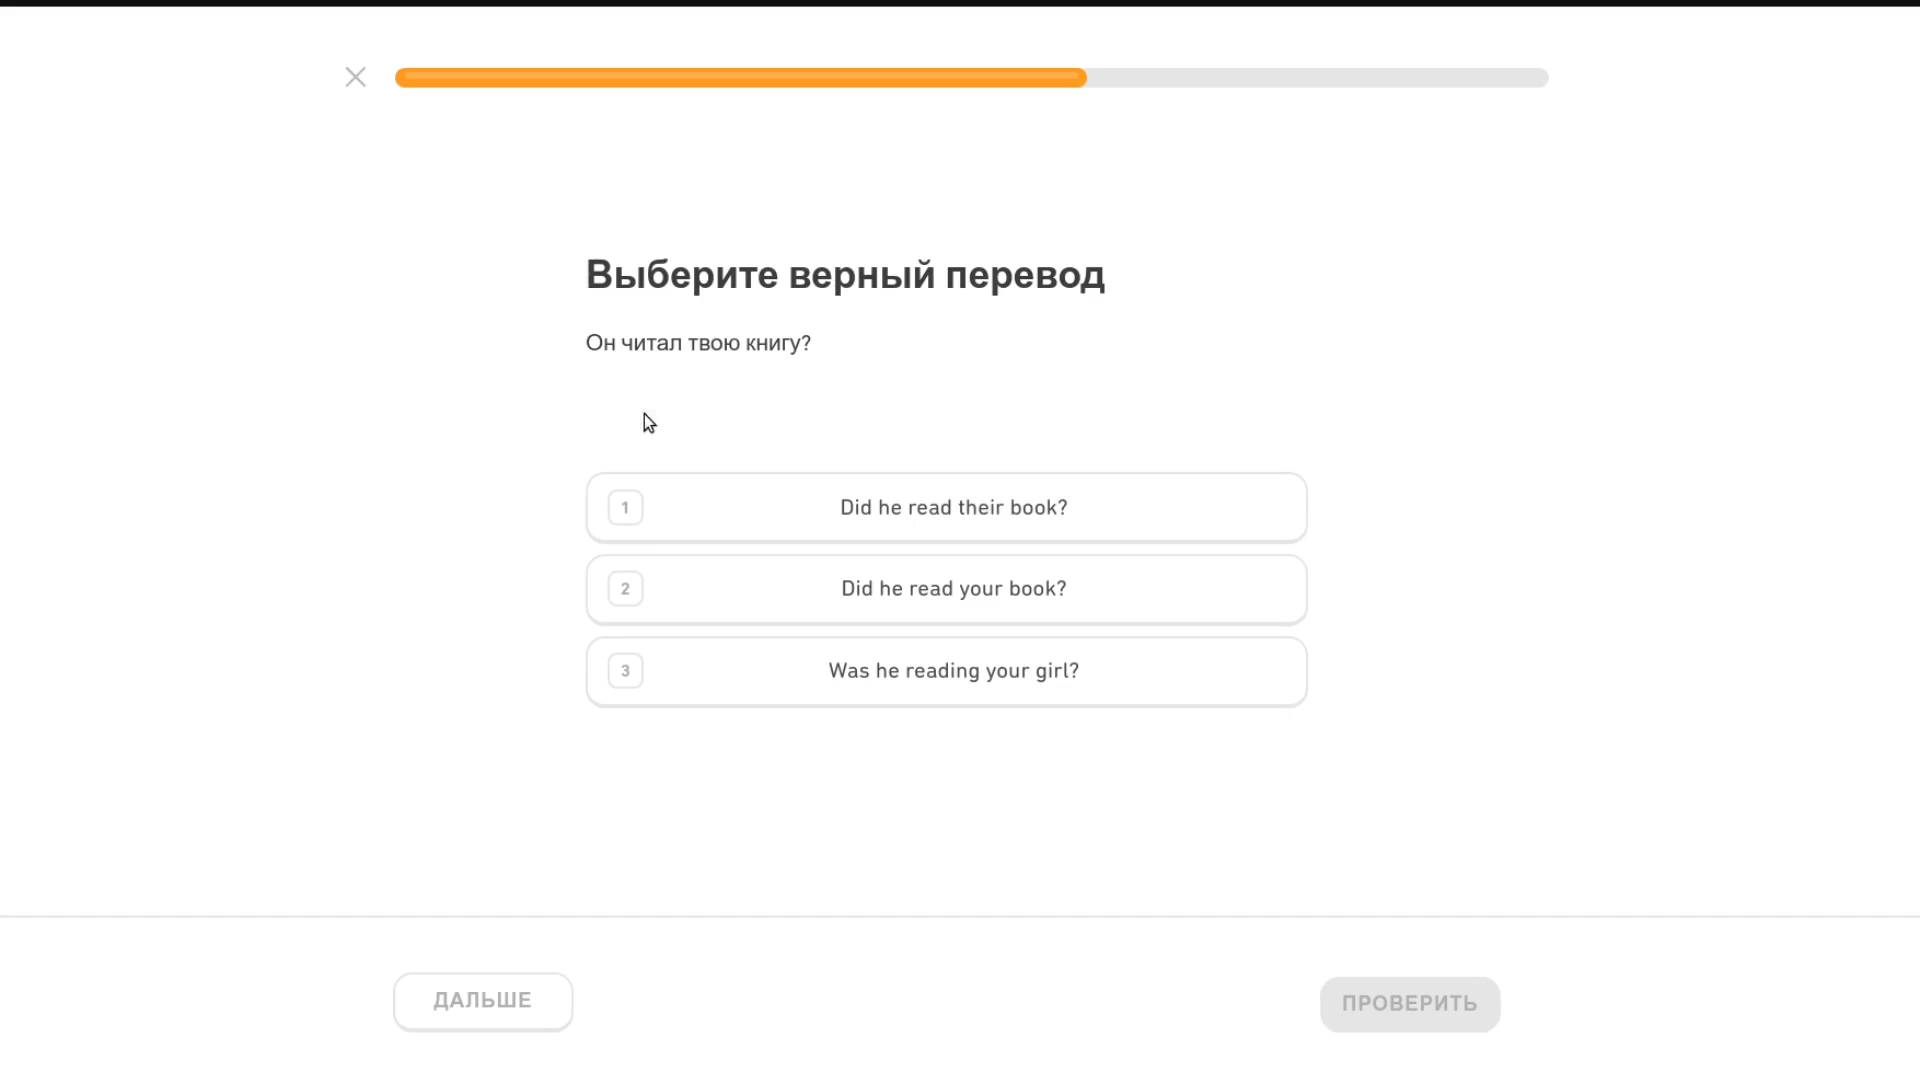 Выберите верный перевод
Он читал твою книгу?
1 Did he read their book?
2 Did he read your book?
3 Was he reading your girl?
ДАЛЬШЕ
ПРОВЕРИТЬ